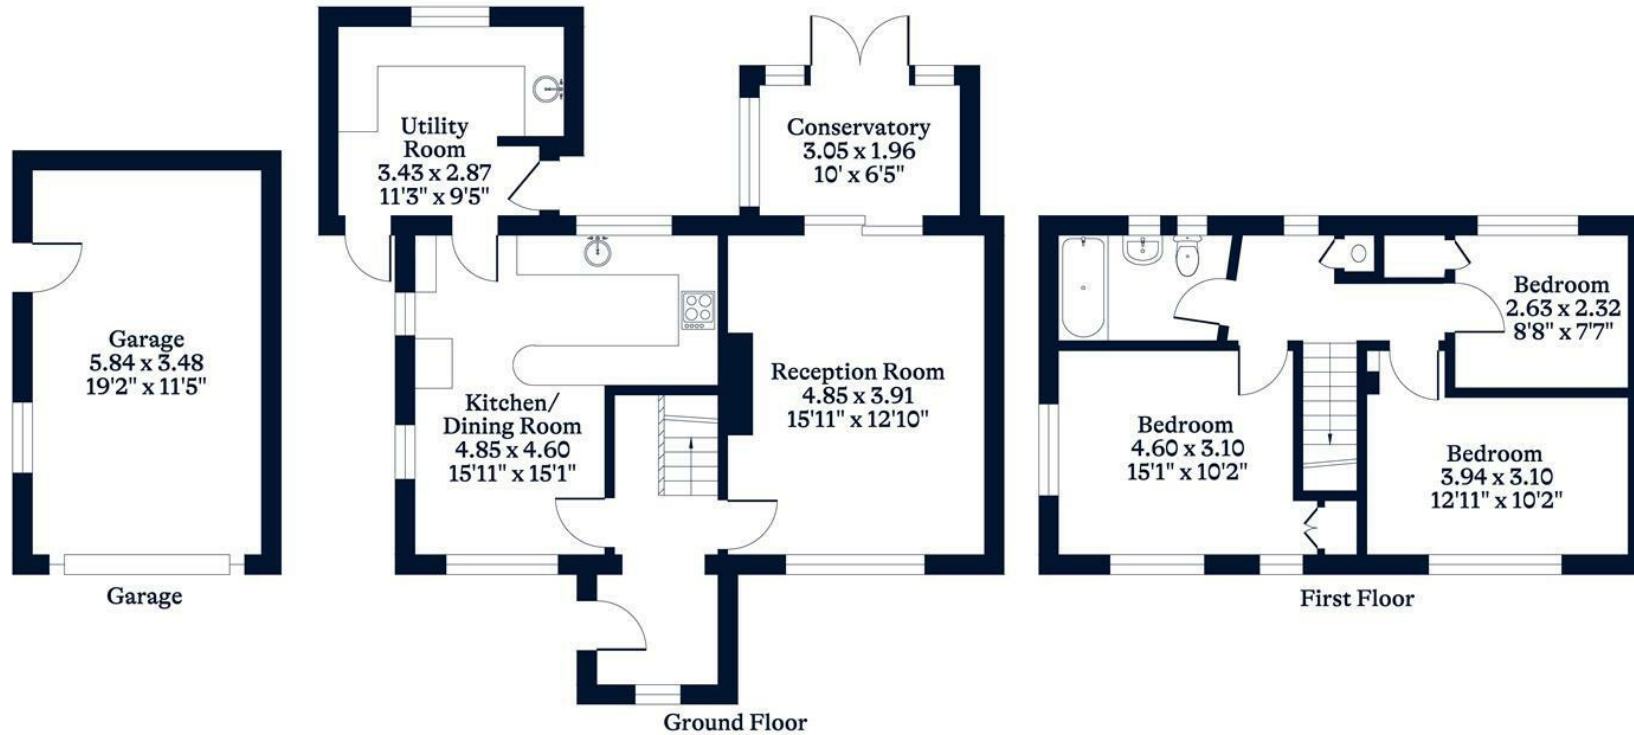 Garage
5.84 x 3.48
19'2" x 11'5"
Garage
Utility
Room
3.43 x 2.87
11'3" x 9'5"
Conservatory
3.05 x 1.96
10' x 6'5"
Kitchen/
Dining Room
4.85 x 4.60
15'11" x 15'1"
Reception Room
4.85 x 3.91
15'11" x 12'10"
Ground Floor
Bedroom
2.63 x 2.32
8'8" x 7'7"
Bedroom
4.60 x 3.10
15'1" x 10'2"
Bedroom
3.94 x 3.10
12'11" x 10'2"
First Floor